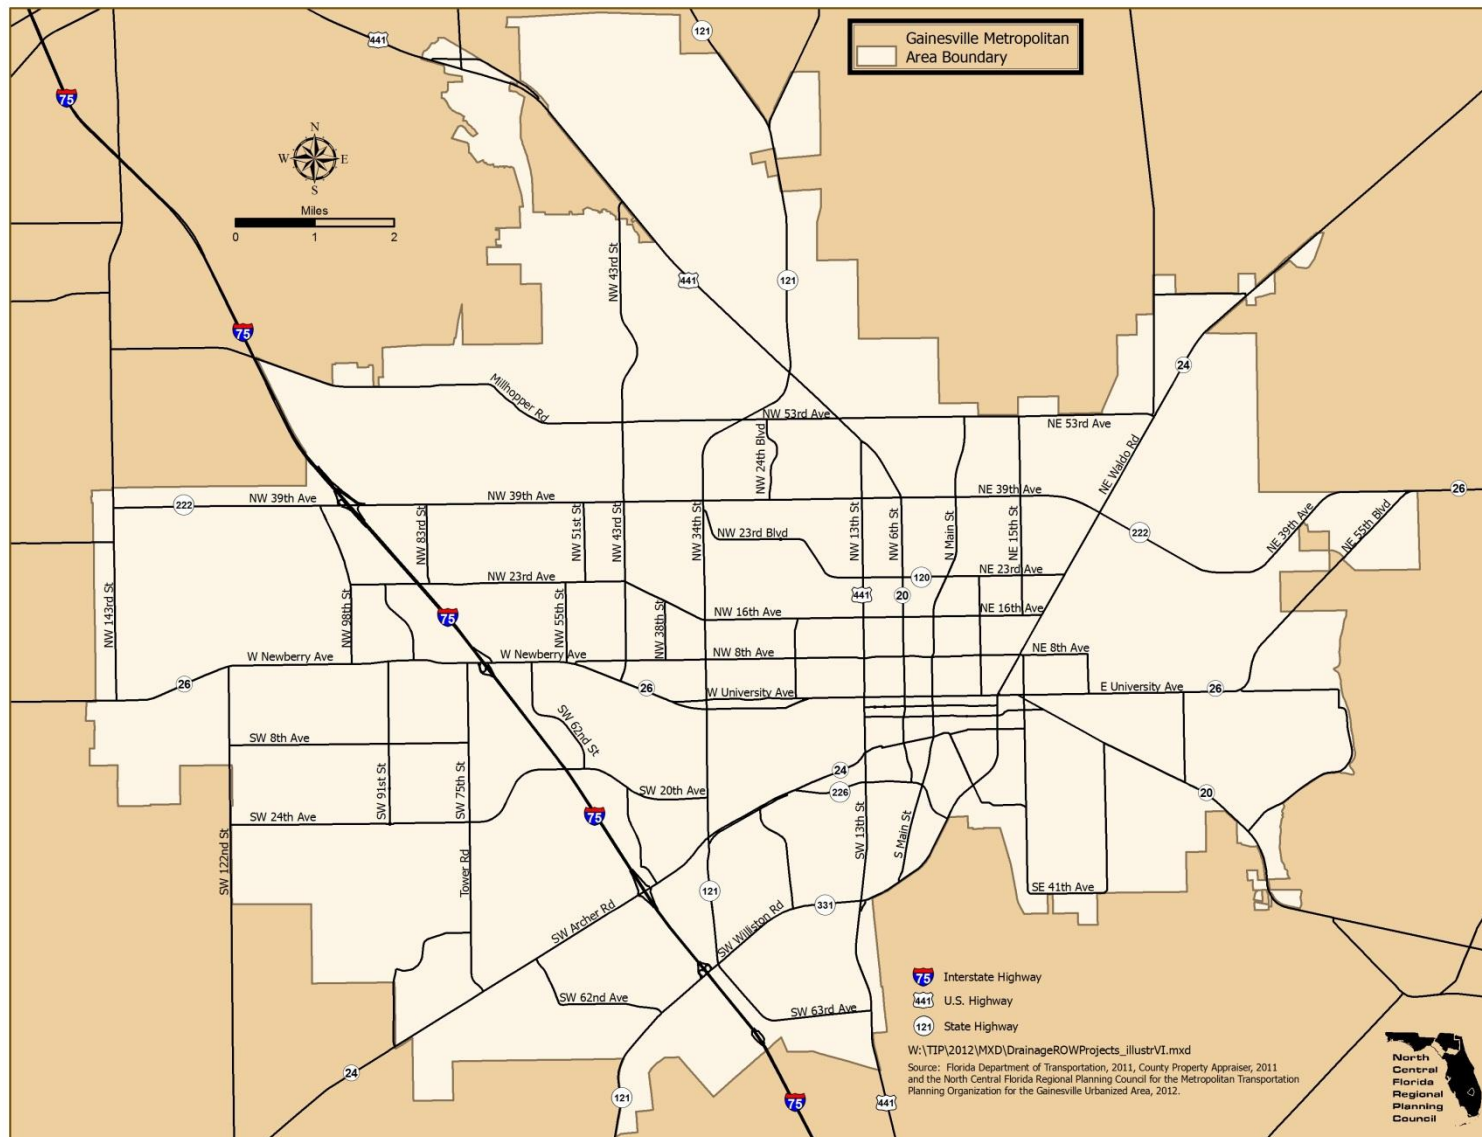 Gainesville Metropolitan
Area Boundary
441
121
75
N
W
E
S
Miles
0
1
2
NW 43rd St
441
121
75
24
Millhopper Rd
NW 53rd Ave
NE 53rd Ave
NW 24th Blvd
NE Waldo Rd
222
NW 39th Ave
NW 39th Ave
NE 39th Ave
26
NW 83rd St
NW 51st St
NW 43rd St
NW 34th St
NW 23rd Blvd
NW 13th St
NW 6th St
N Main St
NE 15th St
222
NE 39th Ave
NE 55th Blvd
NW 23rd Ave
120
NE 23rd Ave
NW 143rd St
NW 98th St
75
NW 55th St
NW 38th St
441
20
NW 16th Ave
NE 16th Ave
W Newberry Ave
W Newberry Ave
NW 8th Ave
NE 8th Ave
26
26
W University Ave
E University Ave
26
SW 62nd St
SW 8th Ave
SW 91st St
SW 75th St
24
226
SW 20th Ave
20
SW 24th Ave
75
SW 122nd St
Tower Rd
SW 13th St
S Main St
121
SE 41th Ave
SW Archer Rd
331
SW Williston Rd
SW 62nd Ave
SW 63rd Ave
75
Interstate Highway
441
U.S. Highway
121
State Highway
W:\TIP\2012\MXD\DrainageROWProjects_illustrVI.mxd
Source: Florida Department of Transportation, 2011, County Property Appraiser, 2011
and the North Central Florida Regional Planning Council for the Metropolitan Transportation
Planning Organization for the Gainesville Urbanized Area, 2012.
24
121
75
441
North
Central
Florida
Regional
Planning
Council